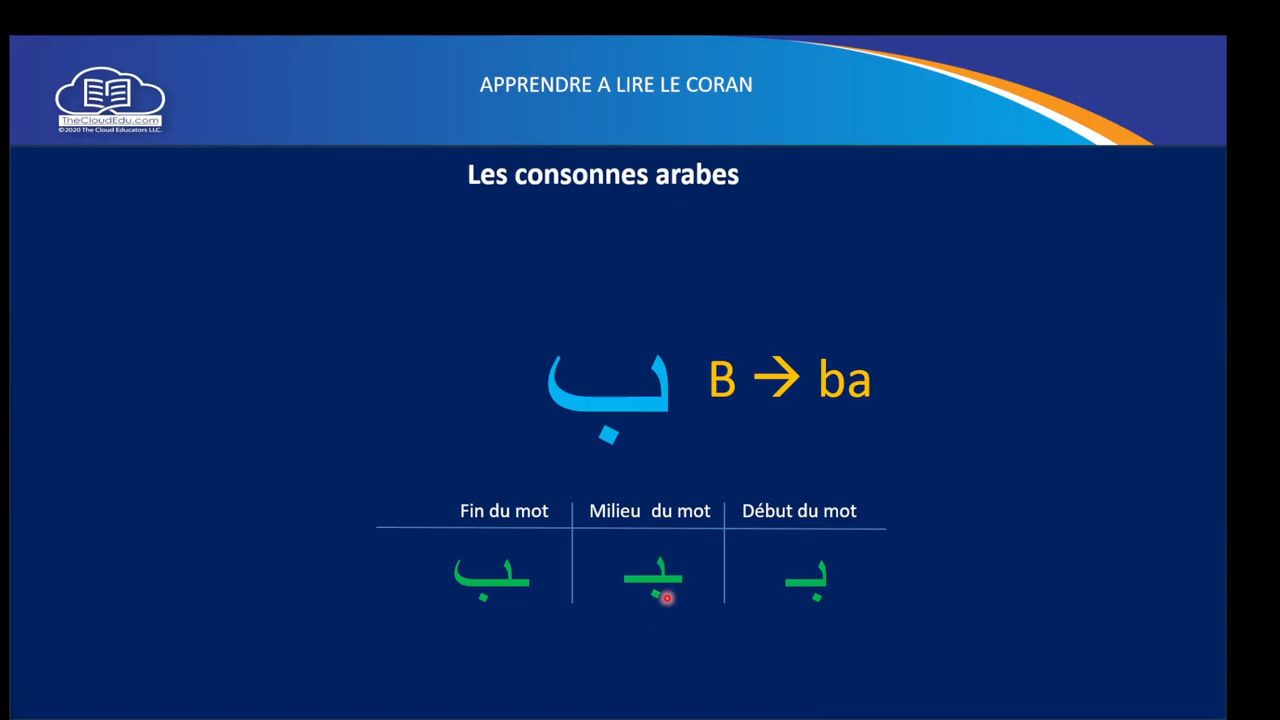 APPRENDRE A LIRE LE CORAN
TheCloudEdu.com
©2020 The Cloud Educators LLC.
Les consonnes arabes
ب B → ba
Fin du mot Milieu du mot Début du mot
ـب ـبـ بـ